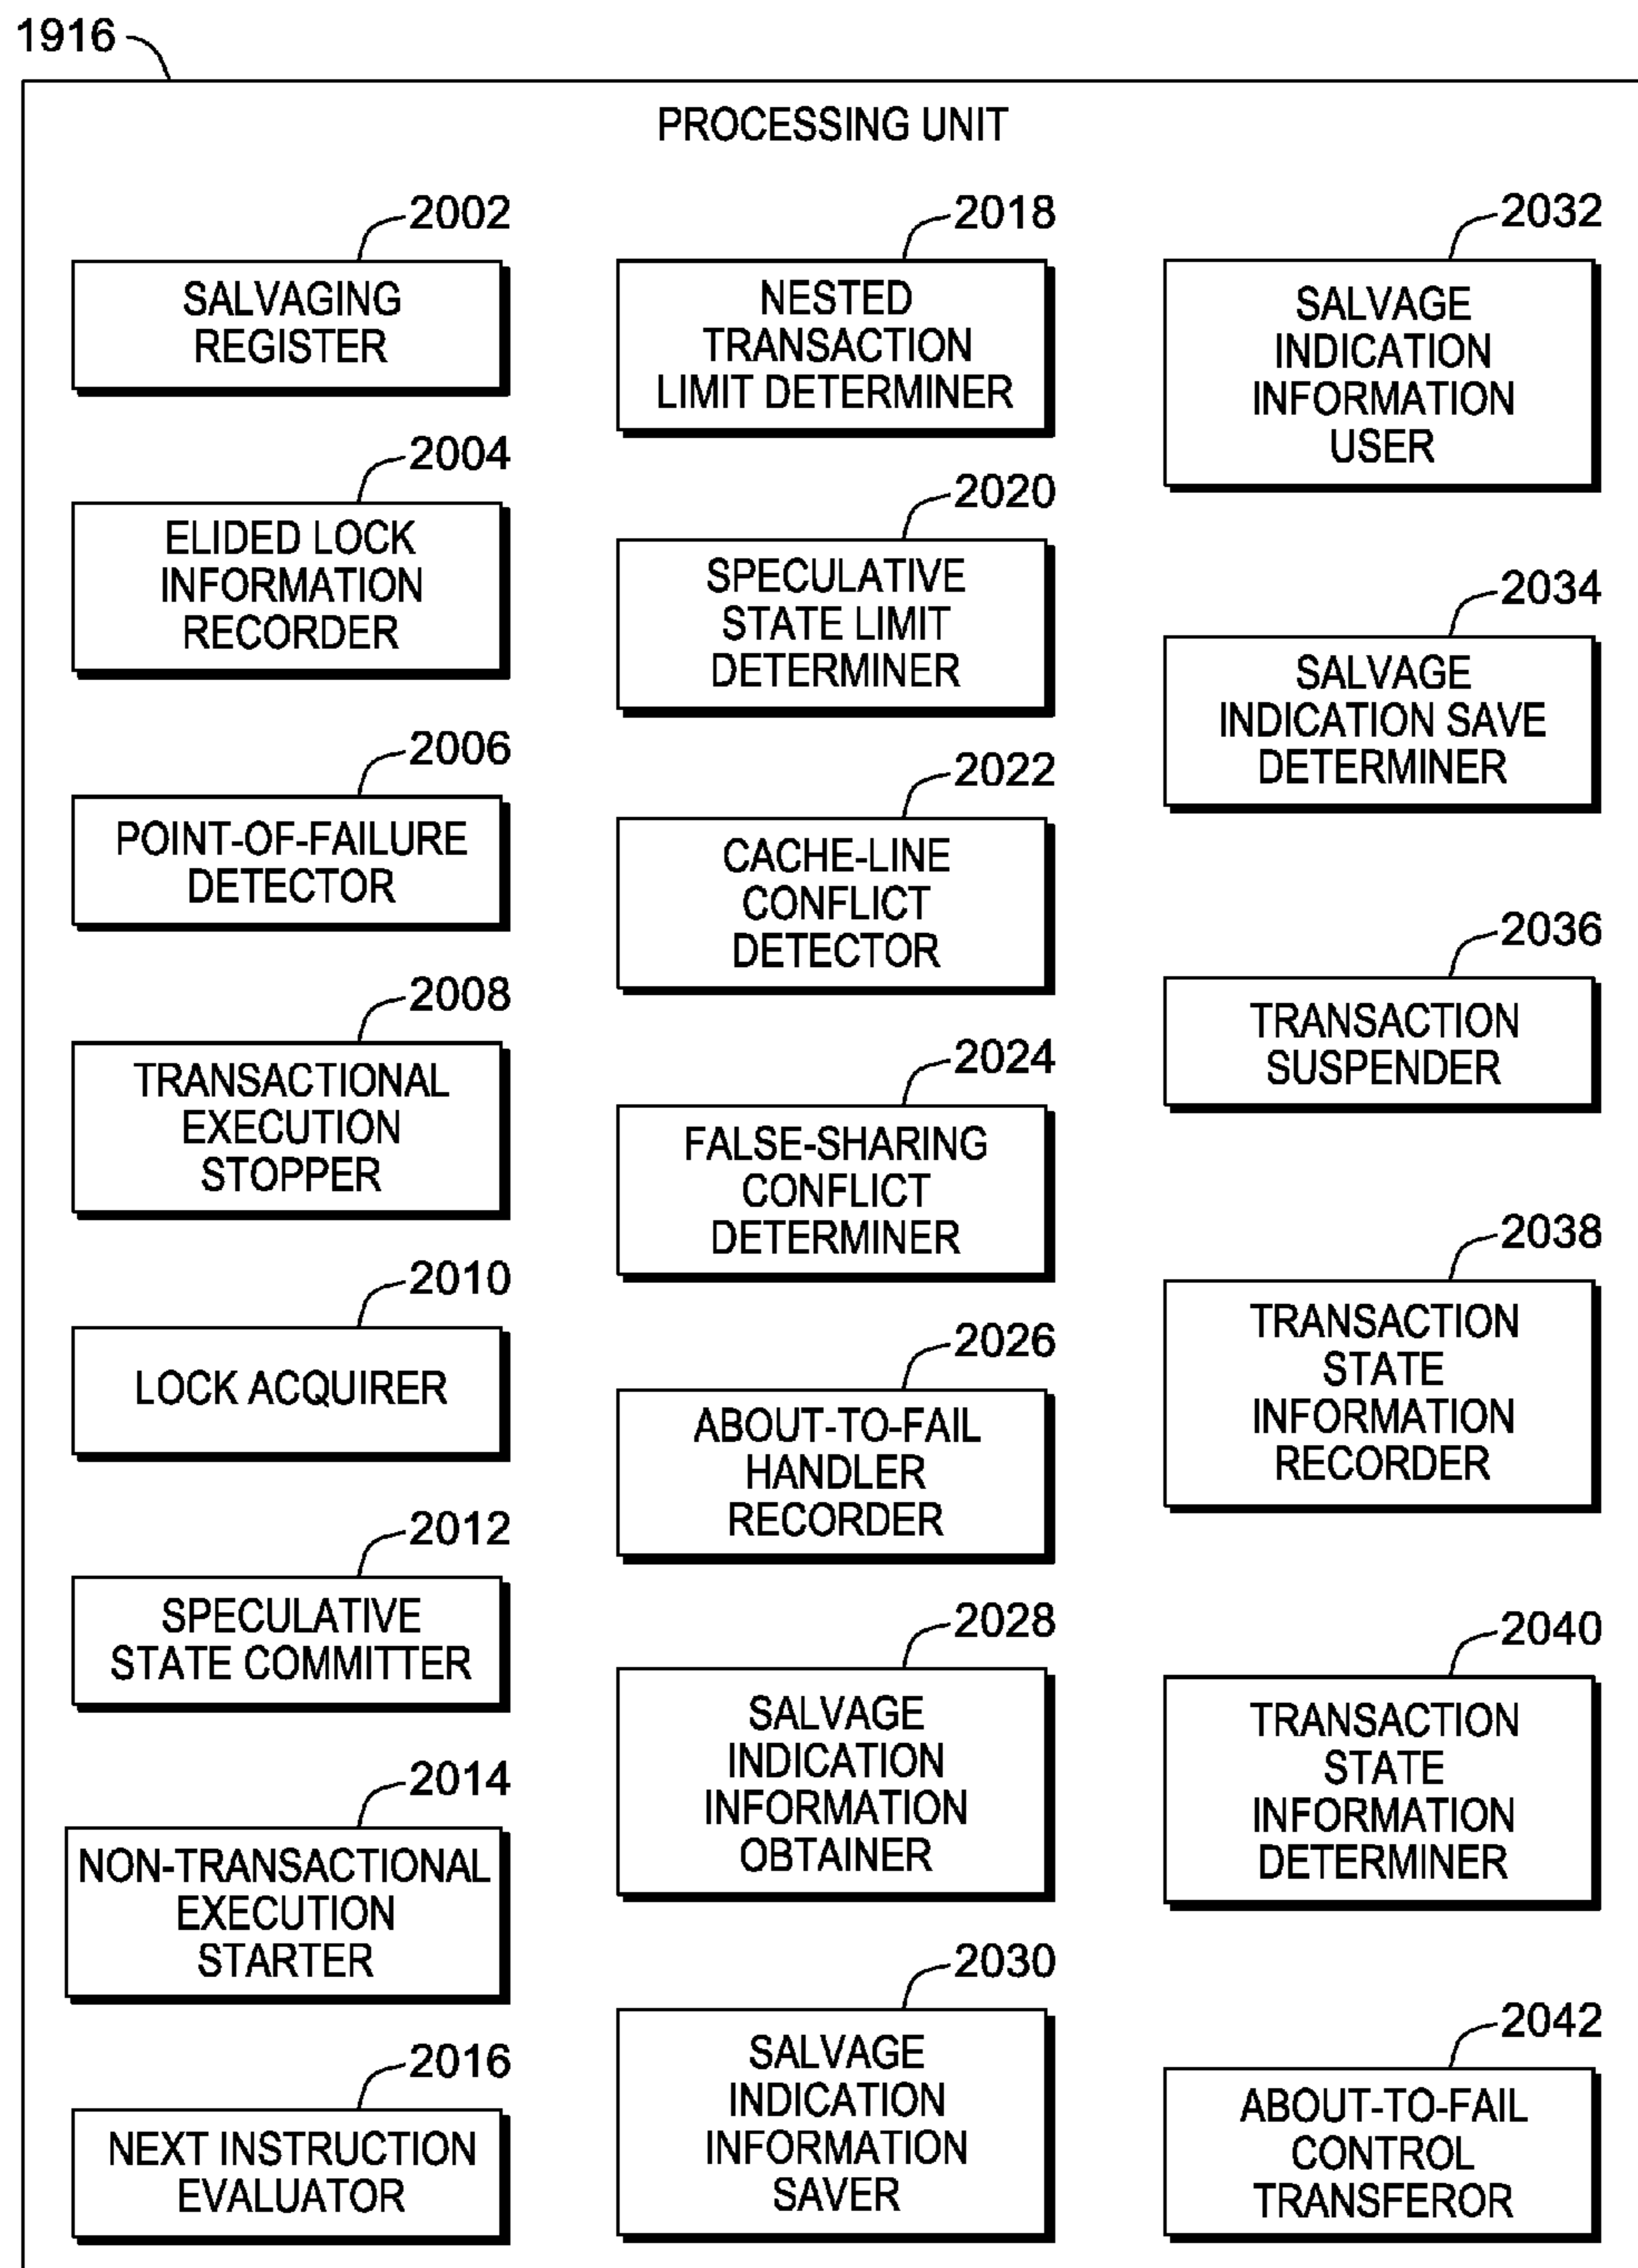 1916
PROCESSING UNIT
2002
SALVAGING
REGISTER
2004
ELIDED LOCK
INFORMATION
RECORDER
2006
POINT-OF-FAILURE
DETECTOR
2008
TRANSACTIONAL
EXECUTION
STOPPER
2010
LOCK ACQUIRER
2012
SPECULATIVE
STATE COMMITTER
2014
NON-TRANSACTIONAL
EXECUTION
STARTER
2016
NEXT INSTRUCTION
EVALUATOR
2018
NESTED
TRANSACTION
LIMIT DETERMINER
2020
SPECULATIVE
STATE LIMIT
DETERMINER
2022
CACHE-LINE
CONFLICT
DETECTOR
2024
FALSE-SHARING
CONFLICT
DETERMINER
2026
ABOUT-TO-FAIL
HANDLER
RECORDER
2028
SALVAGE
INDICATION
INFORMATION
OBTAINER
2030
SALVAGE
INDICATION
INFORMATION
SAVER
2032
SALVAGE
INDICATION
INFORMATION
USER
2034
SALVAGE
INDICATION SAVE
DETERMINER
2036
TRANSACTION
SUSPENDER
2038
TRANSACTION
STATE
INFORMATION
RECORDER
2040
TRANSACTION
STATE
INFORMATION
DETERMINER
2042
ABOUT-TO-FAIL
CONTROL
TRANSFEROR